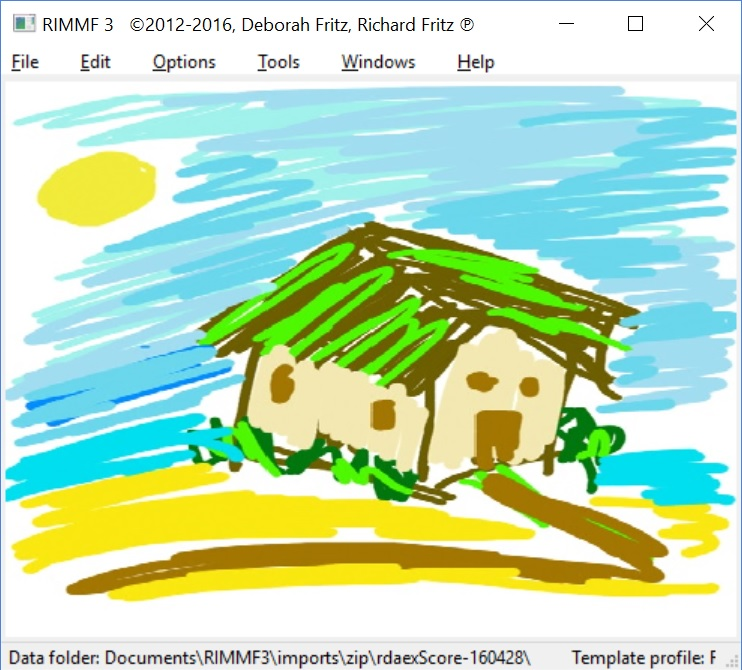 RIMMF 3 ©2012-2016, Deborah Fritz, Richard Fritz ℗
File Edit Options Tools Windows Help
Data folder: Documents\RIMMF3\imports\zip\rdaexScore-160428\ Template profile: F